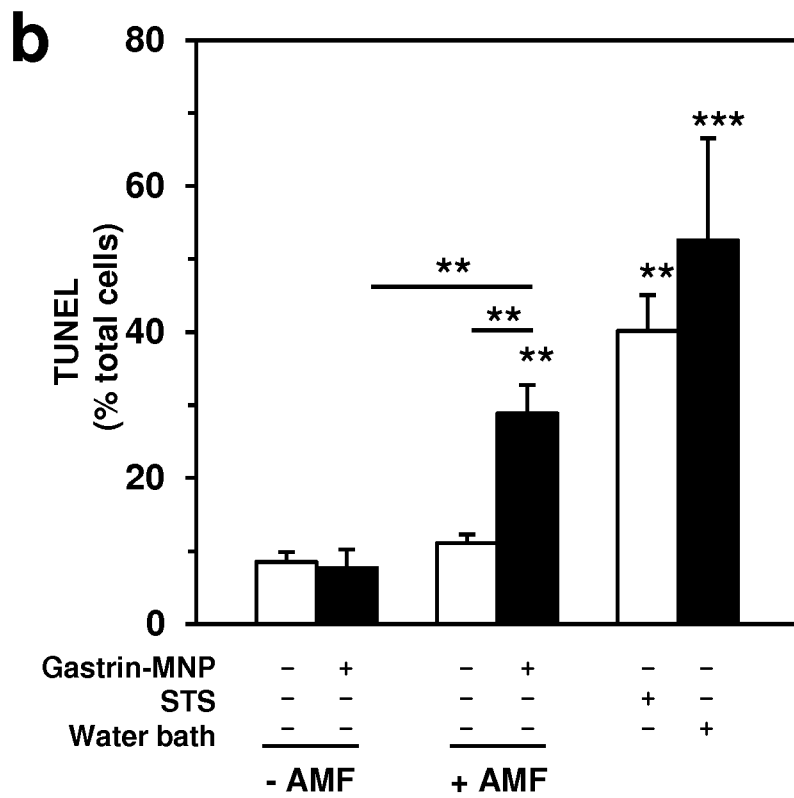 b
80
***
60
TUNEL
(% total cells)
**
**
**
40
**
20
0
Gastrin-MNP – + – + – –
STS – – – – + –
Water bath – – – – – +
- AMF + AMF